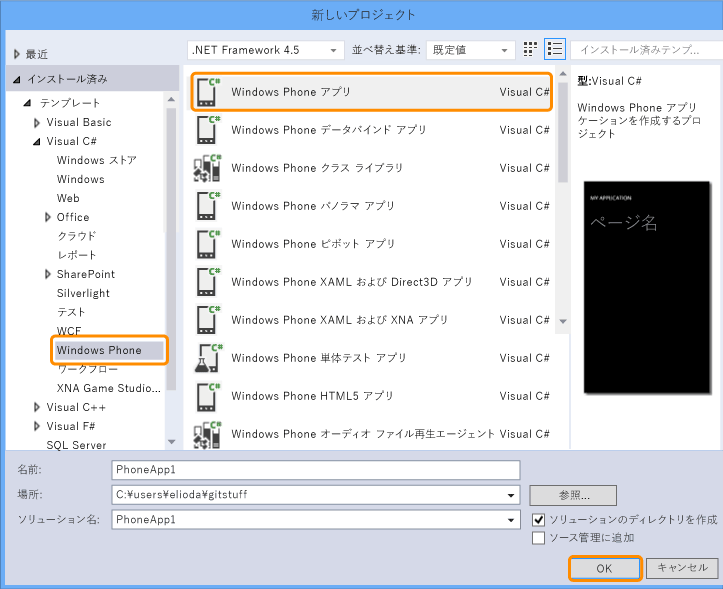 新しいプロジェクト
最近
.NET Framework 4.5
並べ替え基準:
既定値
インストール済みテンプ...
インストール済み
テンプレート
Visual Basic
Visual C#
Windows ストア
Windows
Web
Office
クラウド
レポート
SharePoint
Silverlight
テスト
WCF
Windows Phone
ワークフロー
XNA Game Studio...
Visual C++
Visual F#
SQL Server
C# Windows Phone アプリ Visual C#
C# Windows Phone データバインド アプリ Visual C#
C# Windows Phone クラス ライブラリ Visual C#
C# Windows Phone パノラマ アプリ Visual C#
C# Windows Phone ピボット アプリ Visual C#
C# Windows Phone XAML および Direct3D アプリ Visual C#
C# Windows Phone XAML および XNA アプリ Visual C#
C# Windows Phone 単体テスト アプリ Visual C#
C# Windows Phone HTML5 アプリ Visual C#
C# Windows Phone オーディオ ファイル再生エージェント Visual C#
型:Visual C#
Windows Phone アプリ
ケーションを作成するプロ
ジェクト
MY APPLICATION
ページ名
名前:
PhoneApp1
場所:
C:¥users¥elioda¥gitstuff
参照...
ソリューション名:
PhoneApp1
ソリューションのディレクトリを作成
ソース管理に追加
OK
キャンセル